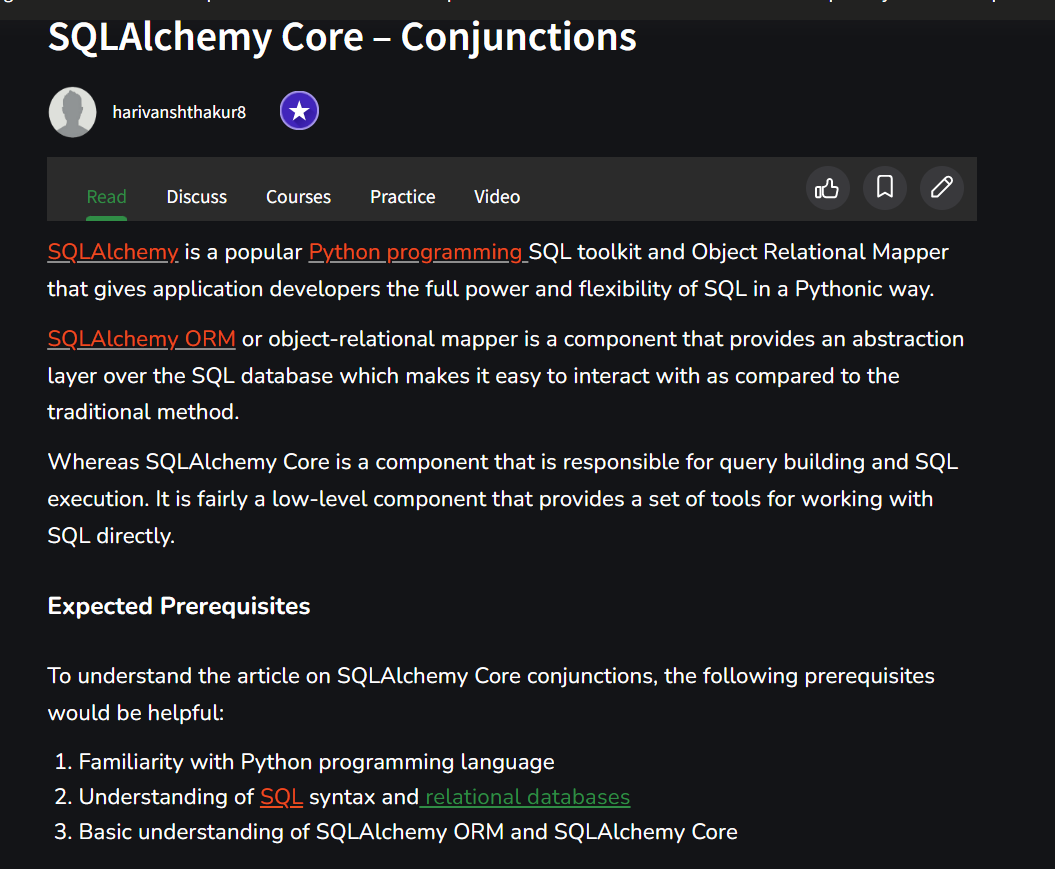 SQLAlchemy Core – Conjunctions
harivanshthakur8
Read Discuss Courses Practice Video
SQLAlchemy is a popular Python programming SQL toolkit and Object Relational Mapper
that gives application developers the full power and flexibility of SQL in a Pythonic way.
SQLAlchemy ORM or object-relational mapper is a component that provides an abstraction
layer over the SQL database which makes it easy to interact with as compared to the
traditional method.
Whereas SQLAlchemy Core is a component that is responsible for query building and SQL
execution. It is fairly a low-level component that provides a set of tools for working with
SQL directly.
Expected Prerequisites
To understand the article on SQLAlchemy Core conjunctions, the following prerequisites
would be helpful:
1. Familiarity with Python programming language
2. Understanding of SQL syntax and relational databases
3. Basic understanding of SQLAlchemy ORM and SQLAlchemy Core